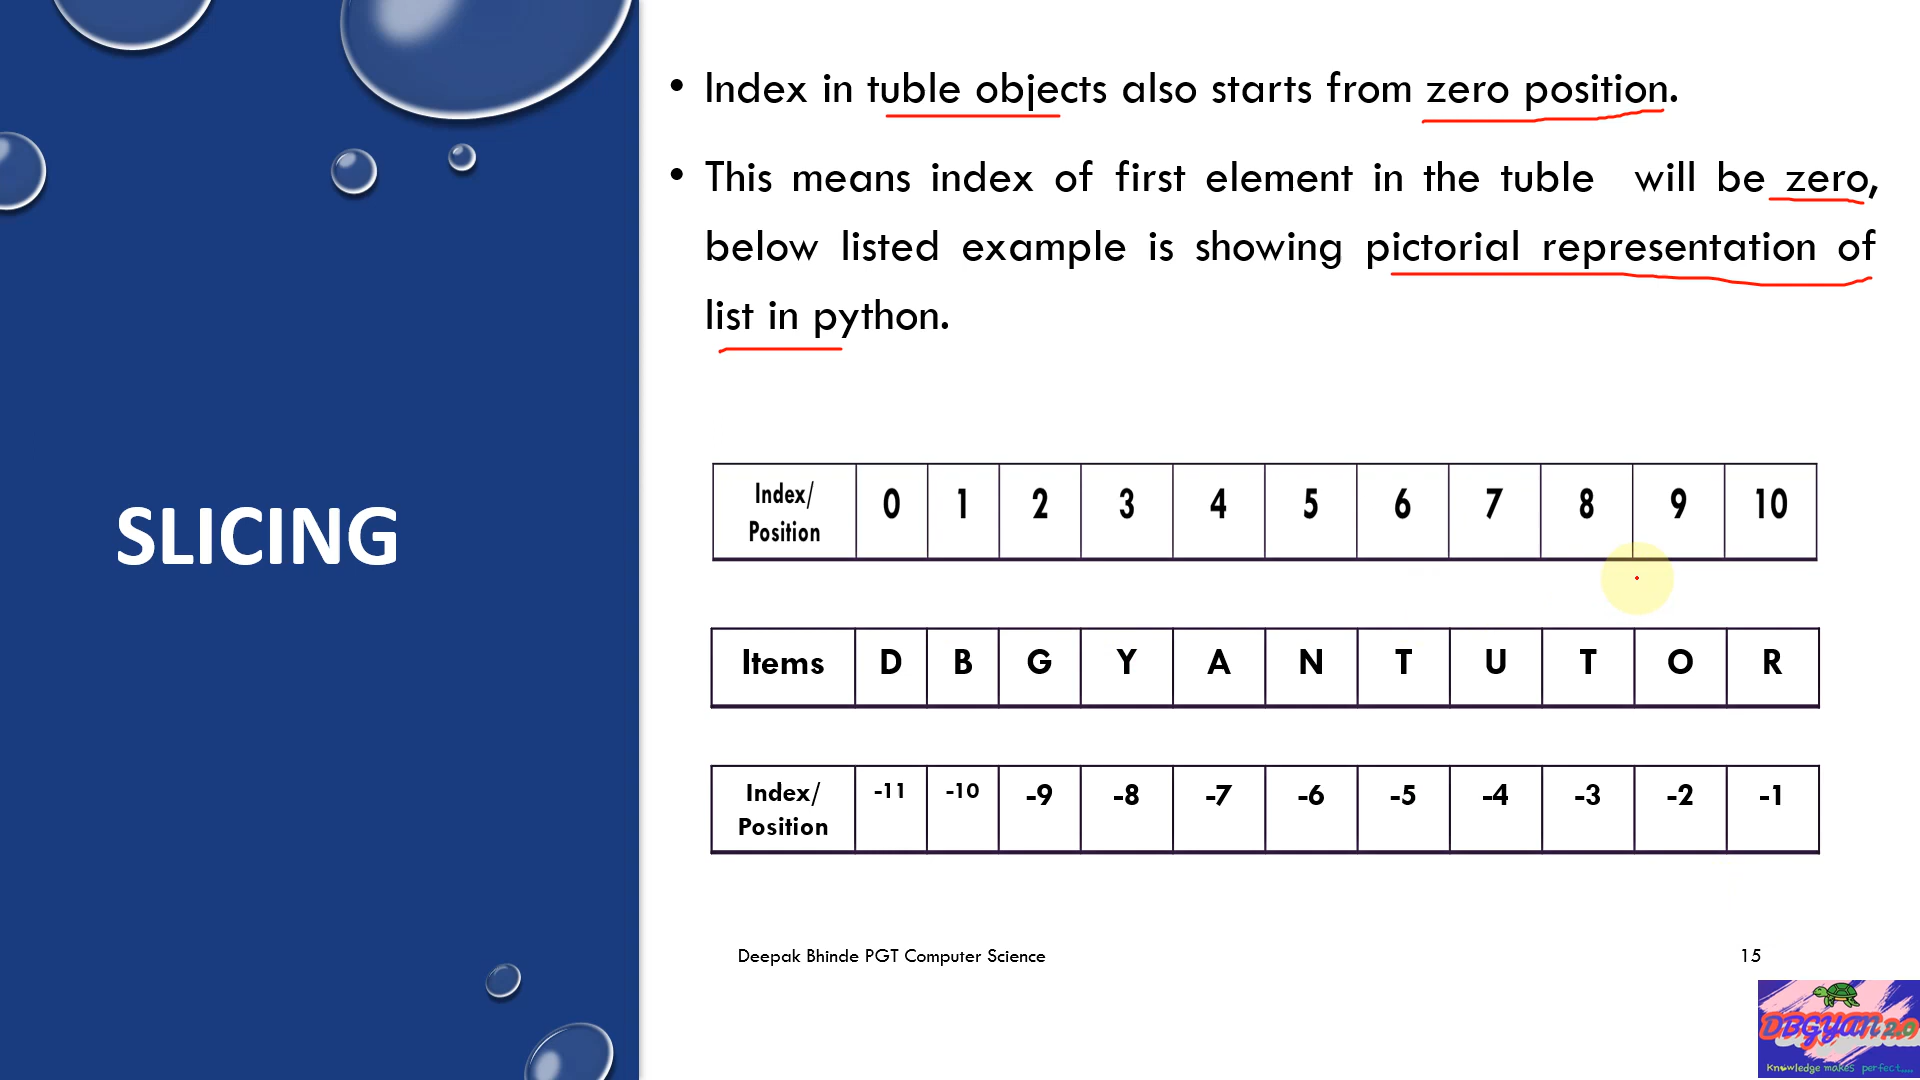 • Index in tuble objects also starts from zero position.
• This means index of first element in the tuble will be zero,
below listed example is showing pictorial representation of
list in python.
SLICING
Index/ Position 0 1 2 3 4 5 6 7 8 9 10
Items D B G Y A N T U T O R
Index/ Position -11 -10 -9 -8 -7 -6 -5 -4 -3 -2 -1
Deepak Bhinde PGT Computer Science 15
DBGYAN 2.0
Knowledge makes perfect....